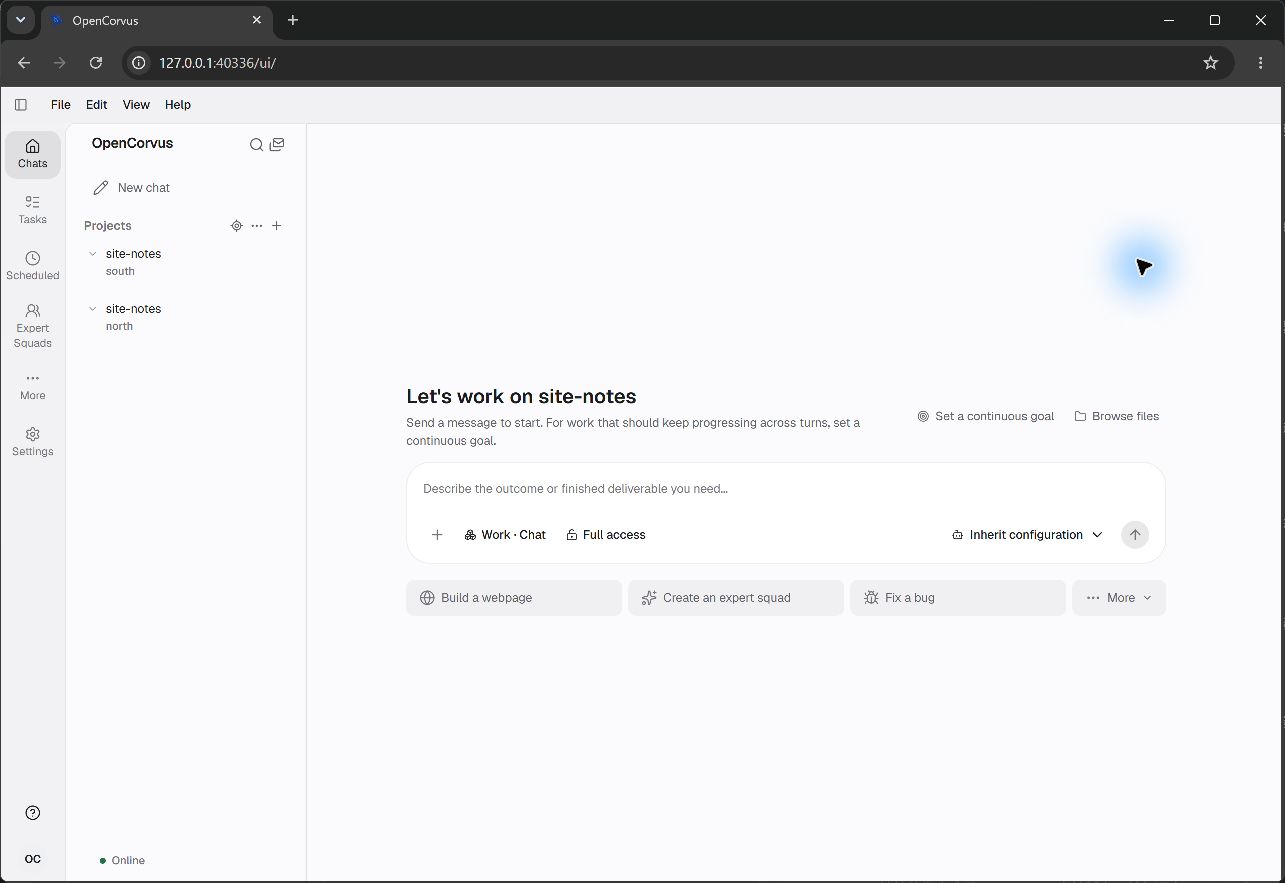 OpenCorvus
127.0.0.1:40336/ui/
File Edit View Help
Chats
Tasks
Scheduled
Expert
Squads
More
Settings
OC
OpenCorvus
New chat
Projects
site-notes
south
site-notes
north
Online
Let's work on site-notes
Send a message to start. For work that should keep progressing across turns, set a
continuous goal.
Set a continuous goal
Browse files
Describe the outcome or finished deliverable you need...
Work · Chat
Full access
Inherit configuration
Build a webpage
Create an expert squad
Fix a bug
More